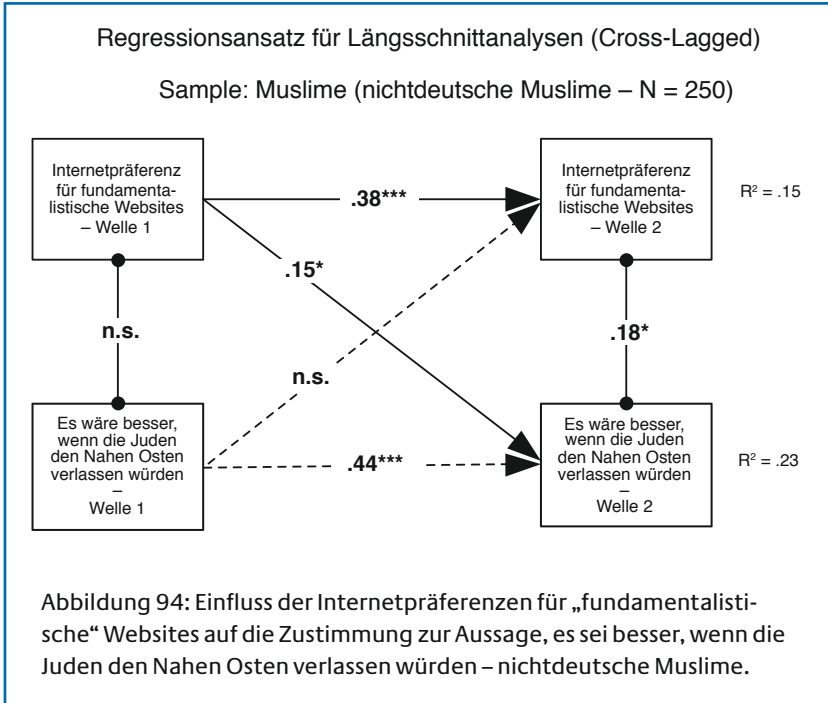 Regressionsansatz für Längsschnittanalysen (Cross-Lagged)
Sample: Muslime (nichtdeutsche Muslime – N = 250)
Internetpräferenz
für fundamenta-
listische Websites
– Welle 1
.38***
Internetpräferenz
für fundamenta-
listische Websites
– Welle 2
R² = .15
.15*
n.s.
.18*
n.s.
Es wäre besser,
wenn die Juden
den Nahen Osten
verlassen würden
–
Welle 1
.44***
Es wäre besser,
wenn die Juden
den Nahen Osten
verlassen würden
–
Welle 2
R² = .23
Abbildung 94: Einfluss der Internetpräferenzen für „fundamentalisti-
sche“ Websites auf die Zustimmung zur Aussage, es sei besser, wenn die
Juden den Nahen Osten verlassen würden – nichtdeutsche Muslime.